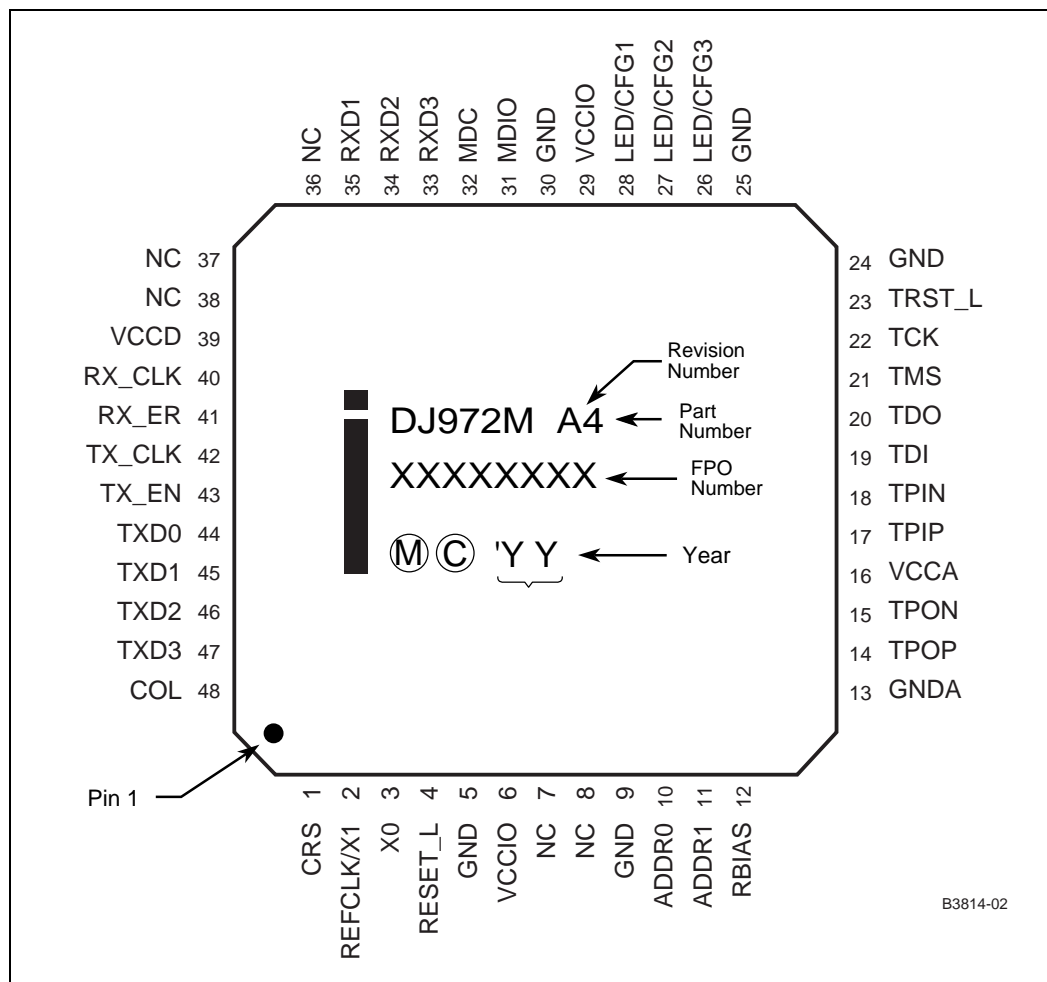 36 NC
35 RXD1
34 RXD2
33 RXD3
32 MDC
31 MDIO
30 GND
29 VCCIO
28 LED/CFG1
27 LED/CFG2
26 LED/CFG3
25 GND
NC 37
NC 38
VCCD 39
RX_CLK 40
RX_ER 41
TX_CLK 42
TX_EN 43
TXD0 44
TXD1 45
TXD2 46
TXD3 47
COL 48
Revision
Number
DJ972M A4
Part
Number
XXXXXXXX
FPO
Number
M C 'Y Y
Year
24 GND
23 TRST_L
22 TCK
21 TMS
20 TDO
19 TDI
18 TPIN
17 TPIP
16 VCCA
15 TPON
14 TPOP
13 GNDA
Pin 1
CRS 1
REFCLK/X1 2
X0 3
RESET_L 4
GND 5
VCCIO 6
NC 7
NC 8
GND 9
ADDR0 10
ADDR1 11
RBIAS 12
B3814-02